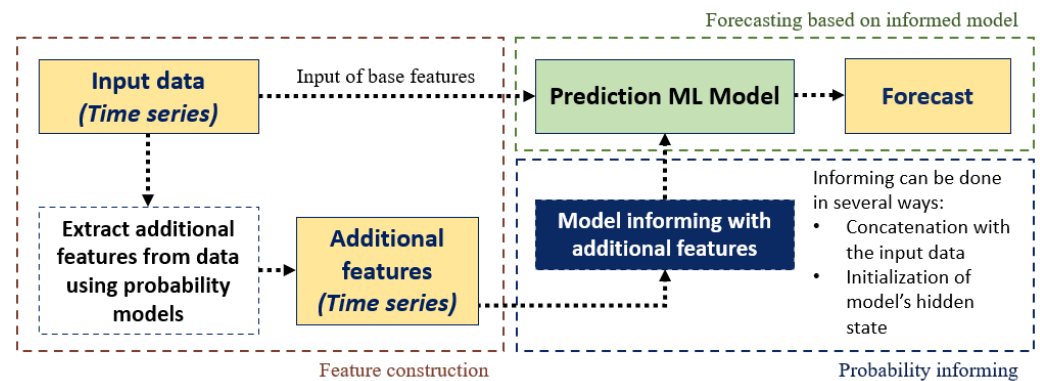 Forecasting based on informed model
Input data
(Time series)
Input of base features
Prediction ML Model
Forecast
Extract additional
features from data
using probability
models
Additional
features
(Time series)
Model informing with
additional features
Informing can be done
in several ways:
• Concatenation with
the input data
• Initialization of
model's hidden
state
Feature construction
Probability informing